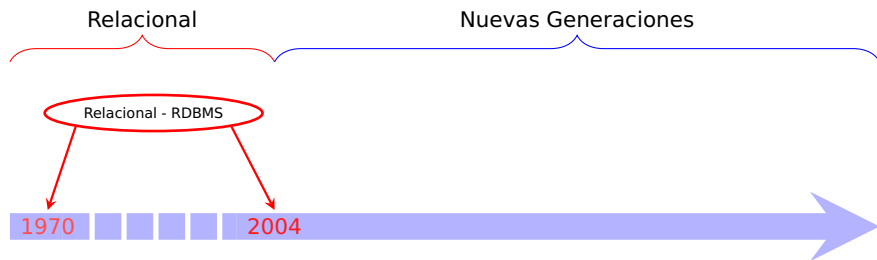 Relacional
Nuevas Generaciones
Relacional - RDBMS
1970
2004